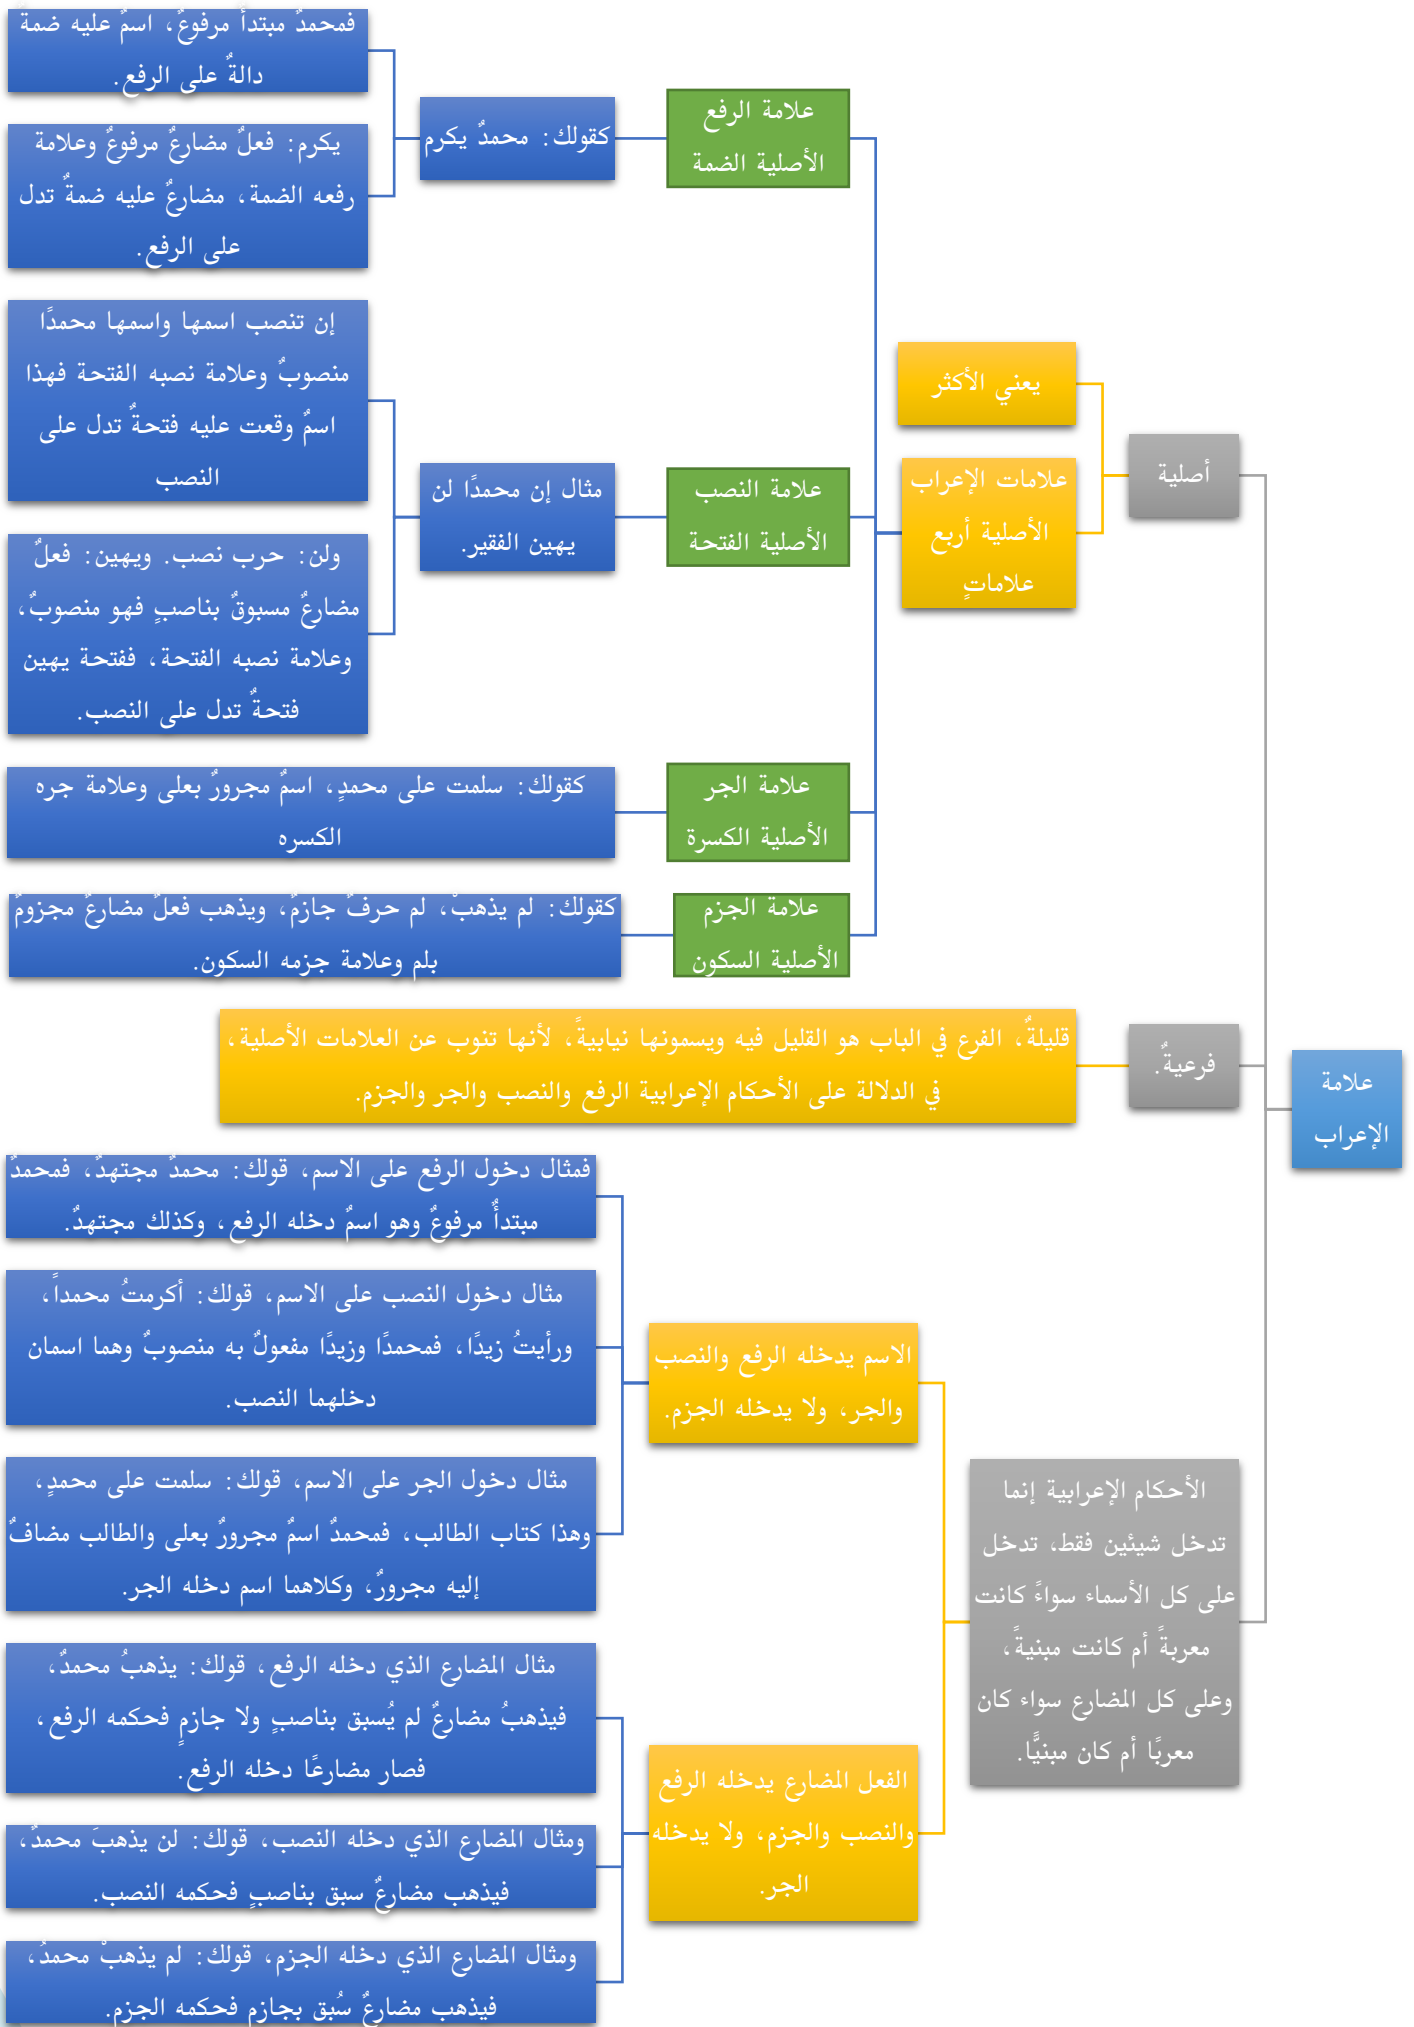 علامة
الإعراب
أصلية
يعني الأكثر
علامات الإعراب
الأصلية أربع
علاماتٍ
علامة الرفع
الأصلية الضمة
كقولك: محمدٌ يكرم
فمحمدٌ مبتدأ مرفوعٌ، اسمٌ عليه ضمةٌ
دالةٌ على الرفع.
يكرم: فعلٌ مضارعٌ مرفوعٌ وعلامة
رفعه الضمة، مضارعٌ عليه ضمةٌ تدل
على الرفع.
علامة النصب
الأصلية الفتحة
مثال إن محمدًا لن
يهين الفقير.
إن تنصب اسمها واسمها محمدًا
منصوبٌ وعلامة نصبه الفتحة فهذا
اسمٌ وقعت عليه فتحةٌ تدل على
النصب
ولن: حرب نصب. ويهين: فعلٌ
مضارعٌ مسبوقٌ بناصبٍ فهو منصوبٌ،
وعلامة نصبه الفتحة، ففتحة يهين
فتحةٌ تدل على النصب.
علامة الجر
الأصلية الكسرة
كقولك: سلمت على محمدٍ، اسمٌ مجرورٌ بعلى وعلامة جره
الكسره
علامة الجزم
الأصلية السكون
كقولك: لم يذهبْ، لم حرفٌ جازمٌ، ويذهب فعلٌ مضارعٌ مجزومٌ
بلم وعلامة جزمه السكون.
فرعيةٌ.
قليلةٌ، الفرع في الباب هو القليل فيه ويسمونها نيابيةً، لأنها تنوب عن العلامات الأصلية،
في الدلالة على الأحكام الإعرابية الرفع والنصب والجر والجزم.
الأحكام الإعرابية إنما
تدخل شيئين فقط، تدخل
على كل الأسماء سواءً كانت
معربةً أم كانت مبنيةً،
وعلى كل المضارع سواء كان
معربًا أم كان مبنيًّا.
الاسم يدخله الرفع والنصب
والجر، ولا يدخله الجزم.
فمثال دخول الرفع على الاسم، قولك: محمدٌ مجتهدٌ، فمحمدٌ
مبتدأٌ مرفوعٌ وهو اسمٌ دخله الرفع، وكذلك مجتهدٌ.
مثال دخول النصب على الاسم، قولك: أكرمتُ محمداً،
ورأيتُ زيدًا، فمحمدًا وزيدًا مفعولٌ به منصوبٌ وهما اسمان
دخلهما النصب.
مثال دخول الجر على الاسم، قولك: سلمت على محمدٍ،
وهذا كتاب الطالب، فمحمدٌ اسمٌ مجرورٌ بعلى والطالب مضافٌ
إليه مجرورٌ، وكلاهما اسم دخله الجر.
الفعل المضارع يدخله الرفع
والنصب والجزم، ولا يدخله
الجر.
مثال المضارع الذي دخله الرفع، قولك: يذهبُ محمدٌ،
فيذهبُ مضارعٌ لم يُسبق بناصبٍ ولا جازمٍ فحكمه الرفع،
فصار مضارعًا دخله الرفع.
ومثال المضارع الذي دخله النصب، قولك: لن يذهبَ محمدٌ،
فيذهب مضارعٌ سبق بناصبٍ فحكمه النصب.
ومثال المضارع الذي دخله الجزم، قولك: لم يذهبْ محمدٌ،
فيذهب مضارعٌ سُبق بجازم فحكمه الجزم.